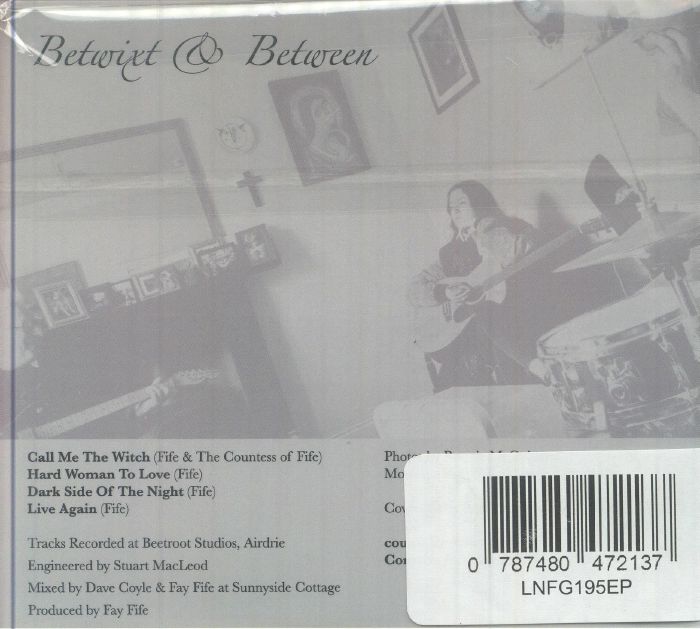 Betwixt & Between
Call Me The Witch (Fife & The Countess of Fife)
Hard Woman To Love (Fife)
Dark Side Of The Night (Fife)
Live Again (Fife)
Tracks Recorded at Beetroot Studios, Airdrie
Engineered by Stuart MacLeod
Mixed by Dave Coyle & Fay Fife at Sunnyside Cottage
Produced by Fay Fife
0 787480 472137
LNFG195EP